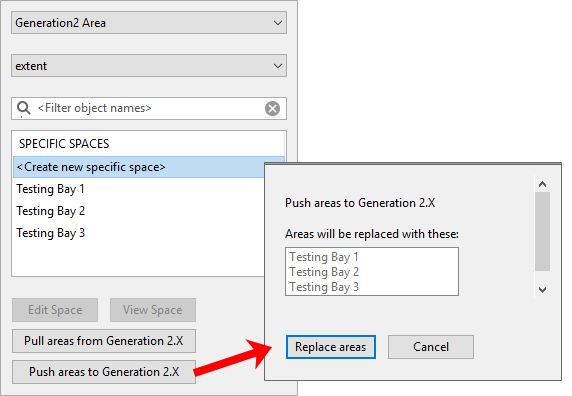 Generation2 Area
extent
<Filter object names>
SPECIFIC SPACES
<Create new specific space>
Testing Bay 1
Testing Bay 2
Testing Bay 3
Edit Space
View Space
Pull areas from Generation 2.X
Push areas to Generation 2.X
Push areas to Generation 2.X
Areas will be replaced with these:
Testing Bay 1
Testing Bay 2
Testing Bay 3
Replace areas
Cancel